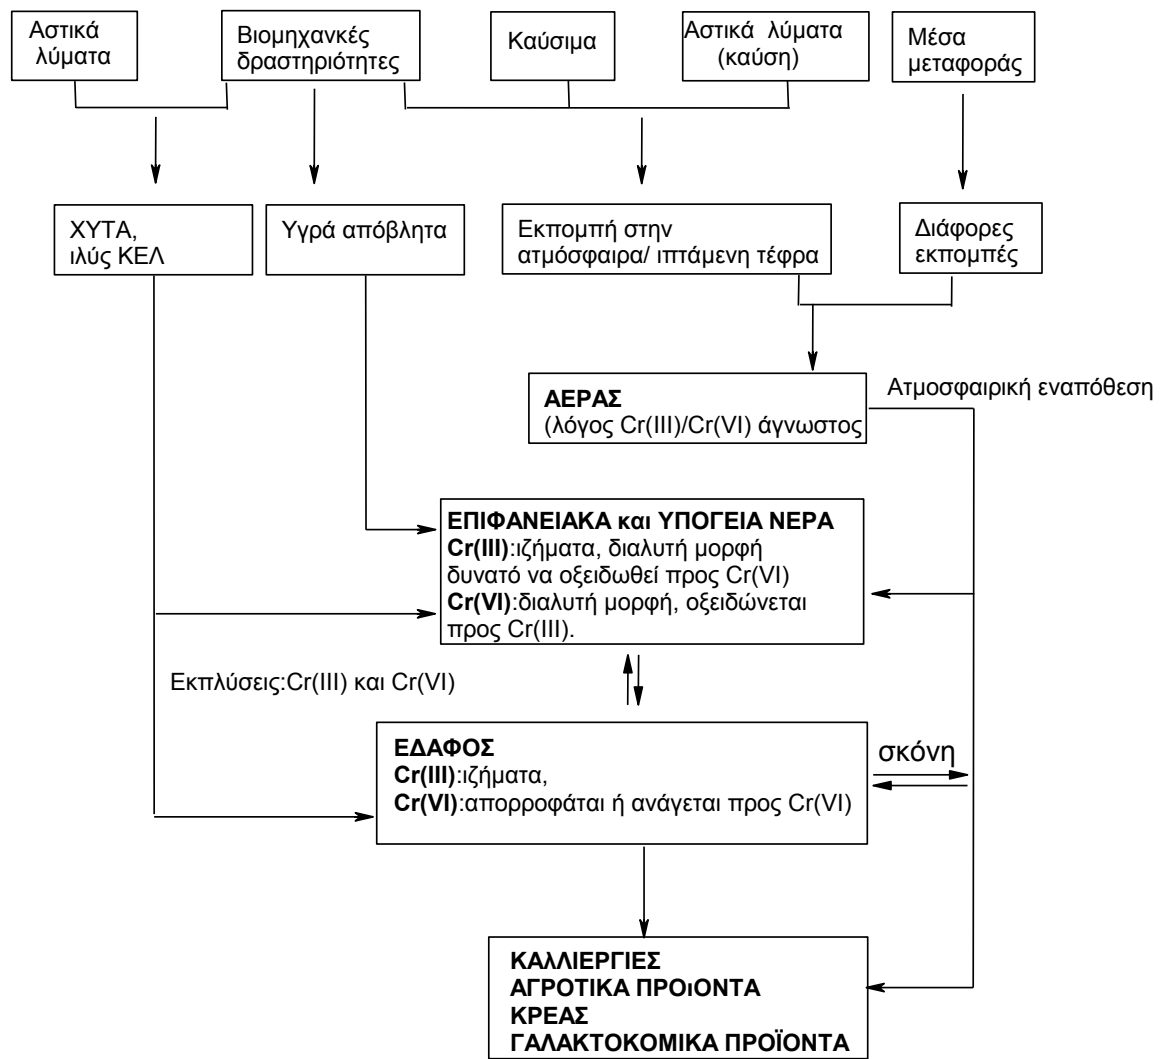 Αστικά
λύματα
Βιομηχανκές
δραστηριότητες
Καύσιμα
Αστικά λύματα
(καύση)
Μέσα
μεταφοράς
ΧΥΤΑ,
ιλύς ΚΕΛ
Υγρά απόβλητα
Εκπομπή στην
ατμόσφαιρα/ ιπτάμενη τέφρα
Διάφορες
εκπομπές
ΑΕΡΑΣ
(λόγος Cr(III)/Cr(VI) άγνωστος
Ατμοσφαιρική εναπόθεση
ΕΠΙΦΑΝΕΙΑΚΑ και ΥΠΟΓΕΙΑ ΝΕΡΑ
Cr(III):ιζήματα, διαλυτή μορφή
δυνατό να οξειδωθεί προς Cr(VI)
Cr(VI):διαλυτή μορφή, οξειδώνεται
προς Cr(III).
Εκπλύσεις:Cr(III) και Cr(VI)
ΕΔΑΦΟΣ
Cr(III):ιζήματα,
Cr(VI):απορροφάται ή ανάγεται προς Cr(VI)
σκόνη
ΚΑλΛΙΕΡΓΙΕΣ
ΑΓΡΟΤΙΚΑ ΠΡΟιΟΝΤΑ
ΚΡΕΑΣ
ΓΑΛΑΚΤΟΚΟΜΙΚΑ ΠΡΟΪΟΝΤΑ